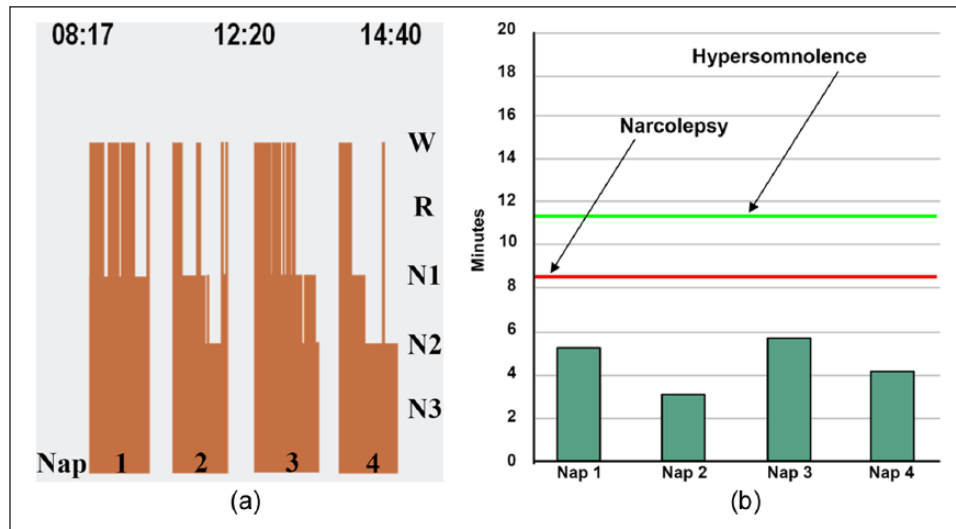 08:17 12:20 14:40
W
R
N1
N2
N3
Nap 1 2 3 4
(a)
20
18
16
14
12
10
8
6
4
2
0
Minutes
Hypersomnolence
Narcolepsy
Nap 1 Nap 2 Nap 3 Nap 4
(b)